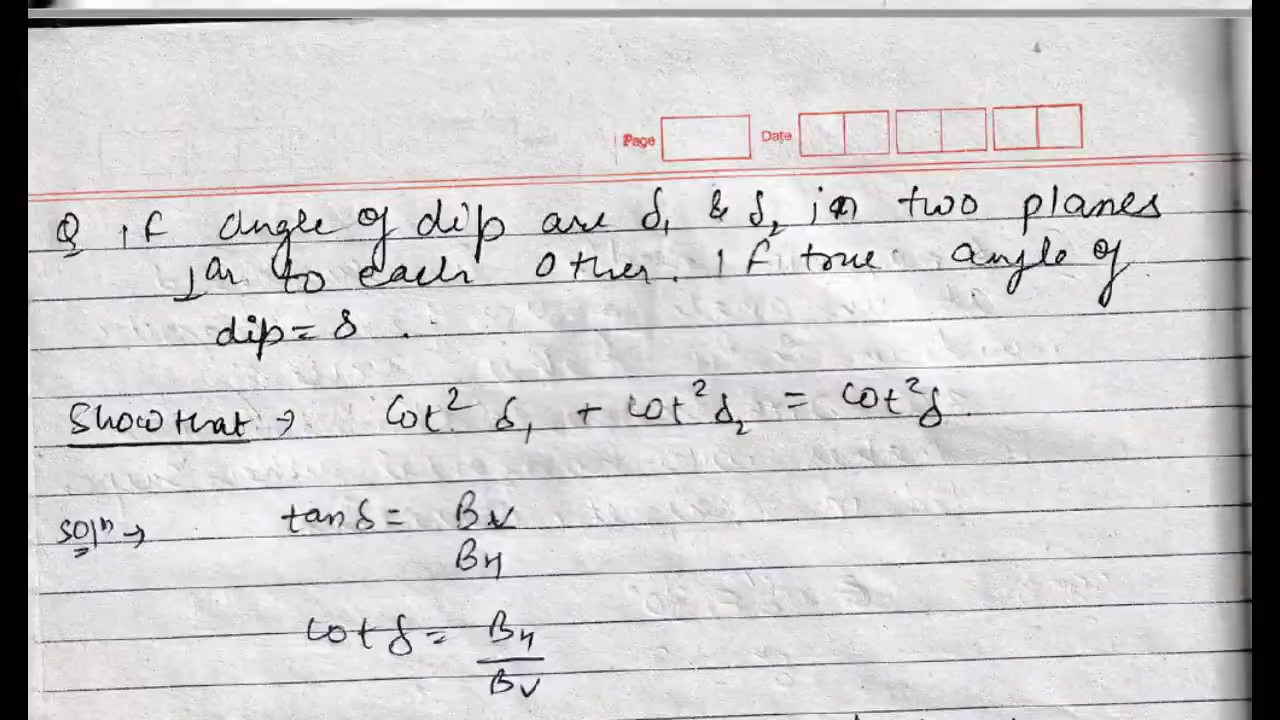 Page Date
Q if angle of dip are δ₁ & δ₂ in two planes
⊥ar to each other. If true angle of
dip = δ.
Show that → Cot² δ₁ + Cot² δ₂ = Cot² δ.
Solⁿ → tan δ = Bv
BH
Cot δ = BH
Bv